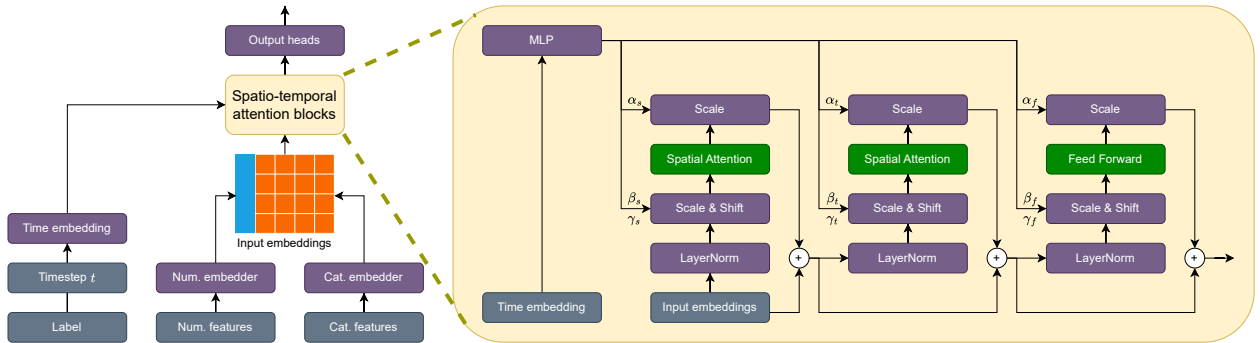 Output heads
Spatio-temporal
attention blocks
Input embeddings
Time embedding
Timestep t
Label
Num. embedder
Num. features
Cat. embedder
Cat. features
MLP
Time embedding
α_s
Scale
Spatial Attention
β_s
γ_s
Scale & Shift
LayerNorm
Input embeddings
+
α_t
Scale
Spatial Attention
β_t
γ_t
Scale & Shift
LayerNorm
+
α_f
Scale
Feed Forward
β_f
γ_f
Scale & Shift
LayerNorm
+